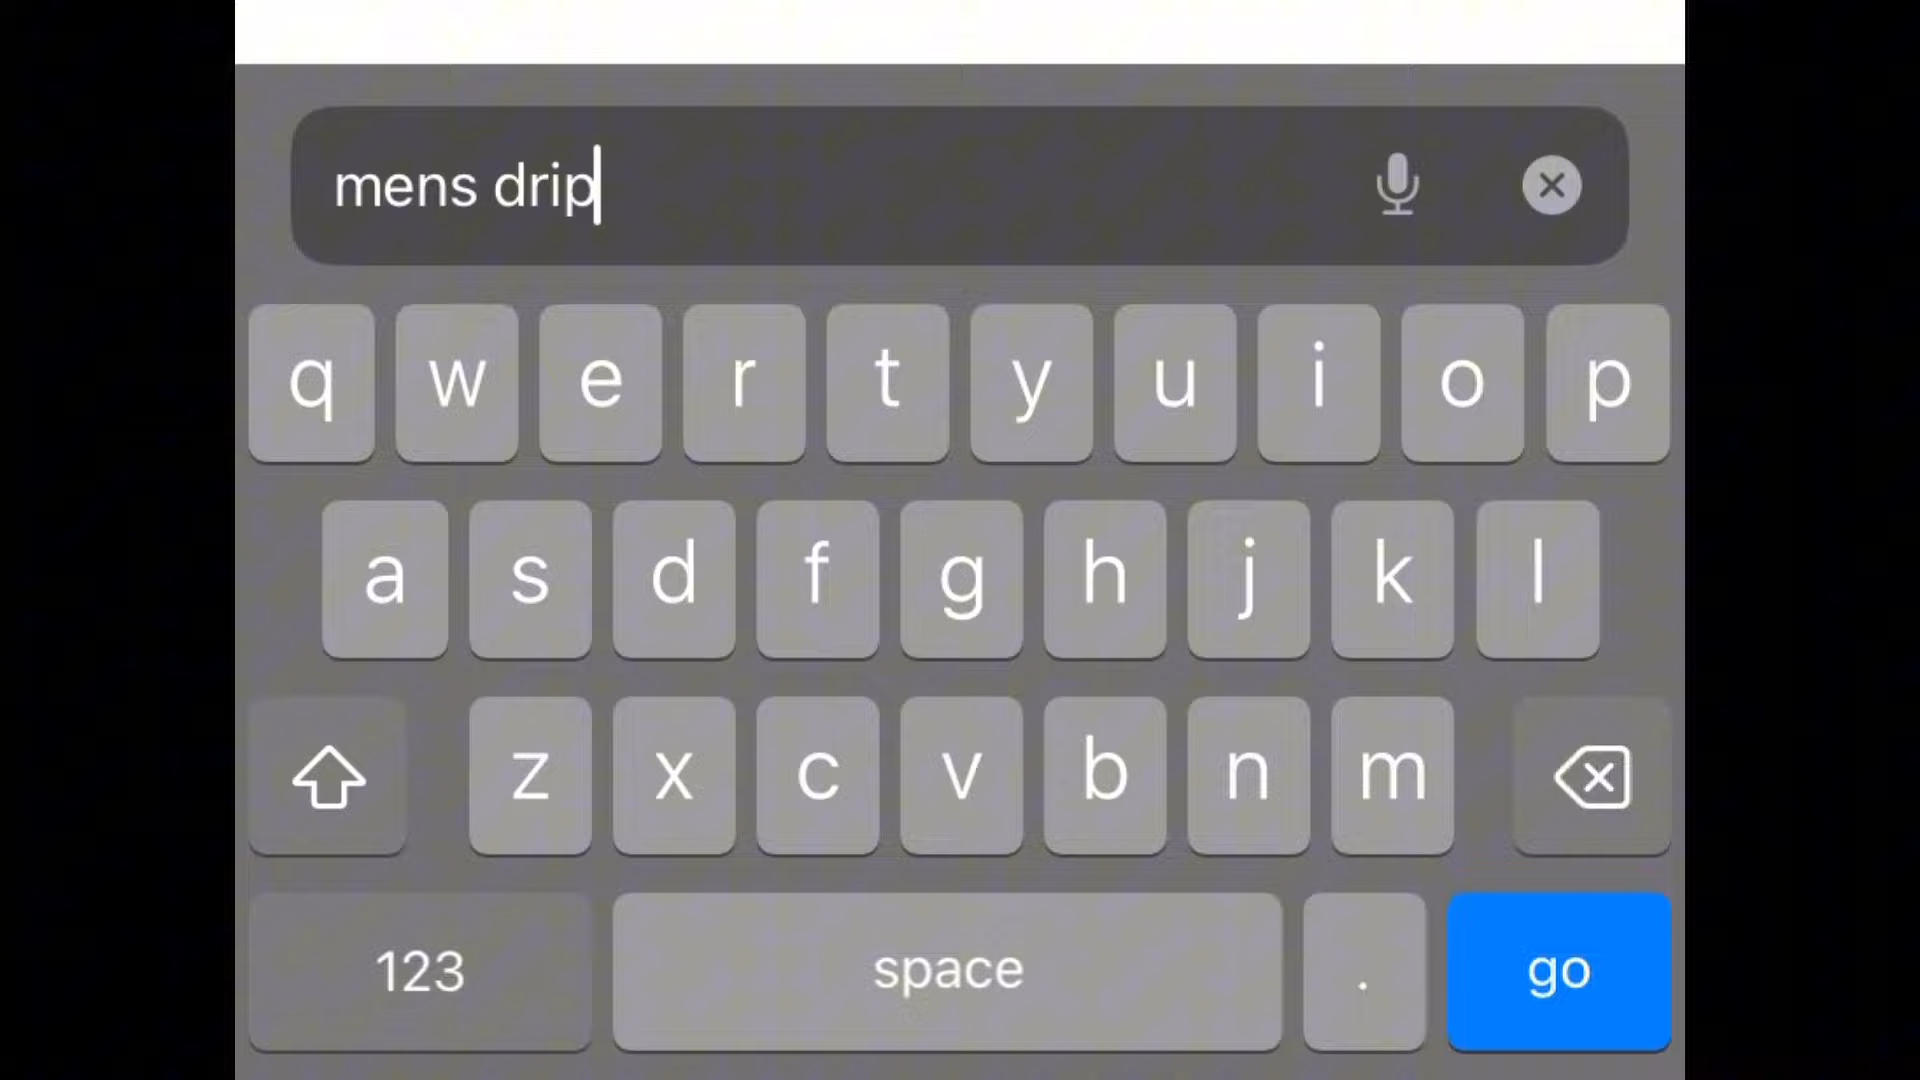 mens drip
q w e r t y u i o p
a s d f g h j k l
z x c v b n m
123 space . go